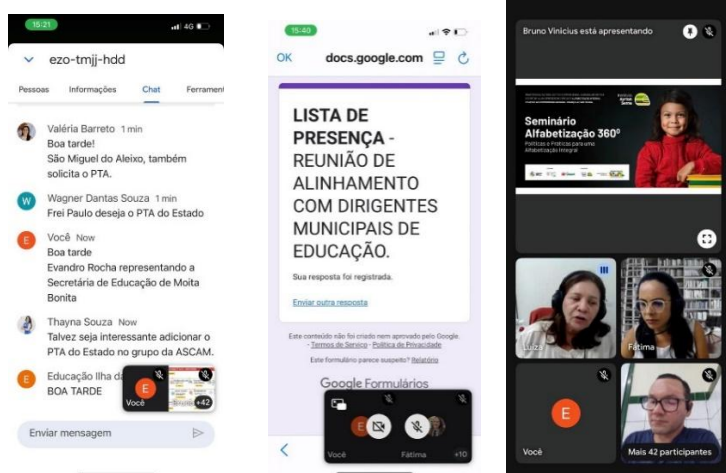 15:21
4G
ezo-tmjj-hdd
Pessoas Informações Chat Ferrament
Valéria Barreto 1 min
Boa tarde!
São Miguel do Aleixo, também
solicita o PTA.
W
Wagner Dantas Souza 1 min
Frei Paulo deseja o PTA do Estado
E
Você Now
Boa tarde
Evandro Rocha representando a
Secretária de Educação de Moita
Bonita
Thayna Souza Now
Talvez seja interessante adicionar o
PTA do Estado no grupo da ASCAM.
E
Educação Ilha d
BOA TARDE
E
Você
+42
Enviar mensagem
15:40
OK docs.google.com
LISTA DE
PRESENÇA -
REUNIÃO DE
ALINHAMENTO
COM DIRIGENTES
MUNICIPAIS DE
EDUCAÇÃO.
Sua resposta foi registrada.
Enviar outra resposta
Este conteúdo não foi criado nem aprovado pelo Google.
- Termos de Serviço - Política de Privacidade
Este formulário parece suspeito? Relatório
Google Formulários
E
Você Fátima +10
Bruno Vinicius está apresentando
Seminário
Alfabetização 360º
Políticas e Práticas para uma
Alfabetização Integral
Luiza
Fátima
E
Você
Mais 42 participantes